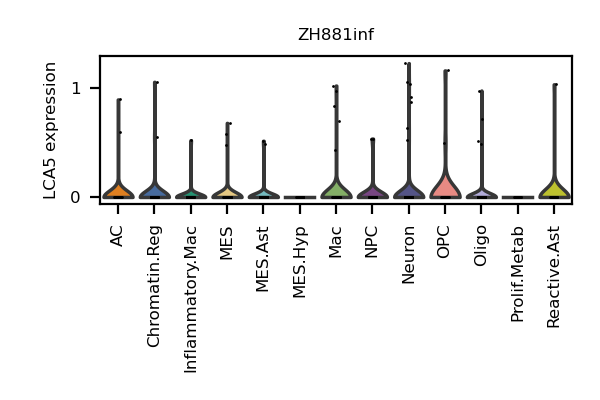 ZH881inf
LCA5 expression
1
0
AC
Chromatin.Reg
Inflammatory.Mac
MES
MES.Ast
MES.Hyp
Mac
NPC
Neuron
OPC
Oligo
Prolif.Metab
Reactive.Ast